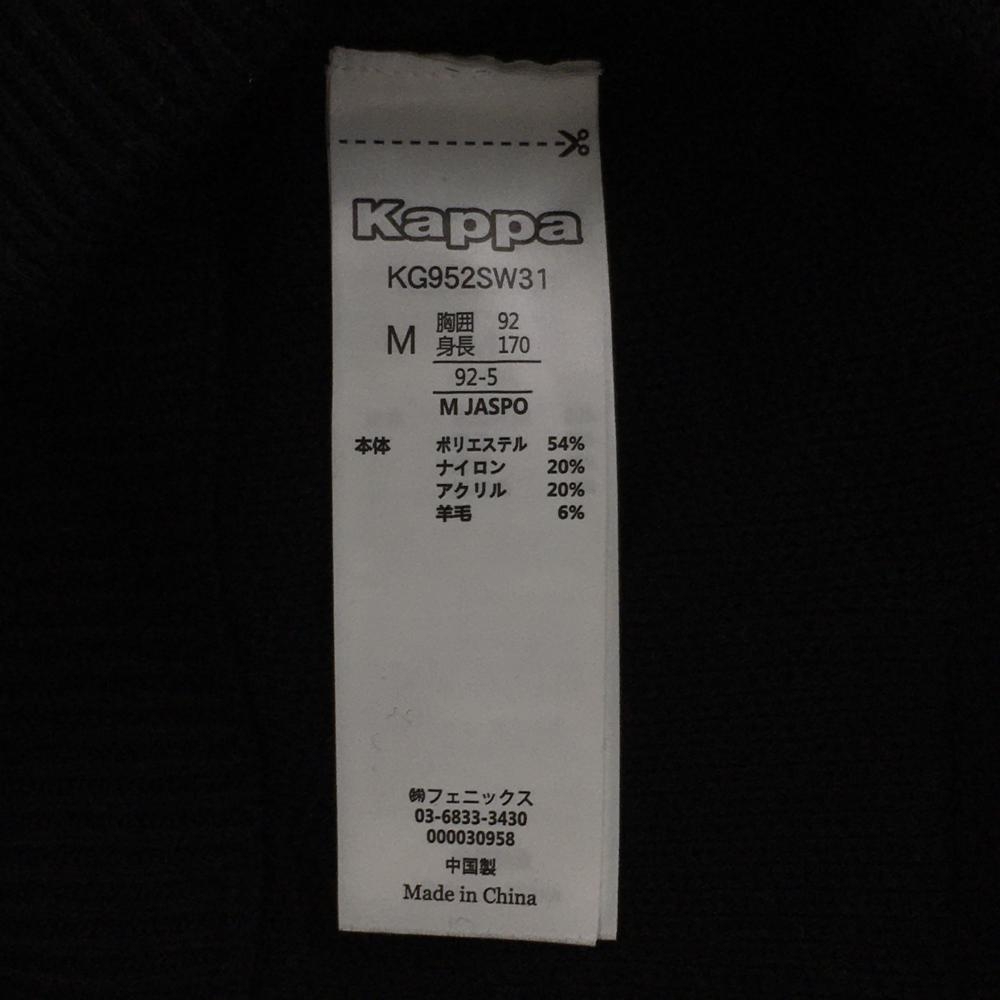 Kappa
KG952SW31
M
胸囲 92
身長 170
92-5
M JASPO
本体 ポリエステル 54%
ナイロン 20%
アクリル 20%
羊毛 6%
㈱フェニックス
03-6833-3430
000030958
中国製
Made in China